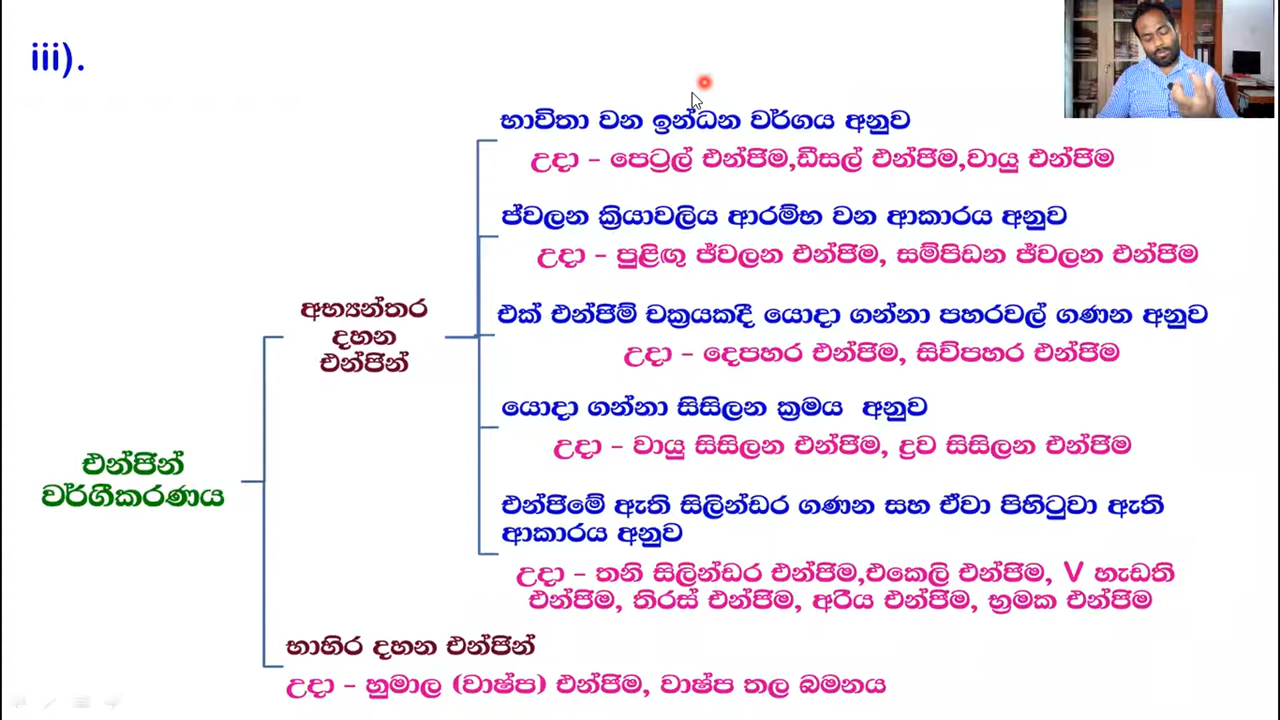 iii).
භාවිතා වන ඉන්ධන වර්ගය අනුව
උදා - පෙට්‍රල් එන්ජිම,ඩීසල් එන්ජිම,වායු එන්ජිම
ප්වලන ක්‍රියාවලිය ආරම්භ වන ආකාරය අනුව
උදා - පුළිඟු ජ්වලන එන්ජිම, සම්පිඩන ජ්වලන එන්ජිම
එක් එන්ජිම් චක්‍රයකදී යොදා ගන්නා පහරවල් ගණන අනුව
උදා - දෙපහර එන්ජිම, සිව්පහර එන්ජිම
යොදා ගන්නා සිසිලන ක්‍රමය අනුව
උදා - වායු සිසිලන එන්ජිම, ද්‍රව සිසිලන එන්ජිම
එන්ජිමේ ඇති සිලින්ඩර ගණන සහ ඒවා පිහිටුවා ඇති
ආකාරය අනුව
උදා - තනි සිලින්ඩර එන්ජිම,එකෙලි එන්ජිම, V හැඩති
එන්ජිම, තිරස් එන්ජිම, අරීය එන්ජිම, භ්‍රමක එන්ජිම
අභ්‍යන්තර
දහන
එන්ජින්
එන්ජින්
වර්ගීකරණය
භාහිර දහන එන්ජින්
උදා - හුමාල (වාෂ්ප) එන්ජිම, වාෂ්ප තල බමනය